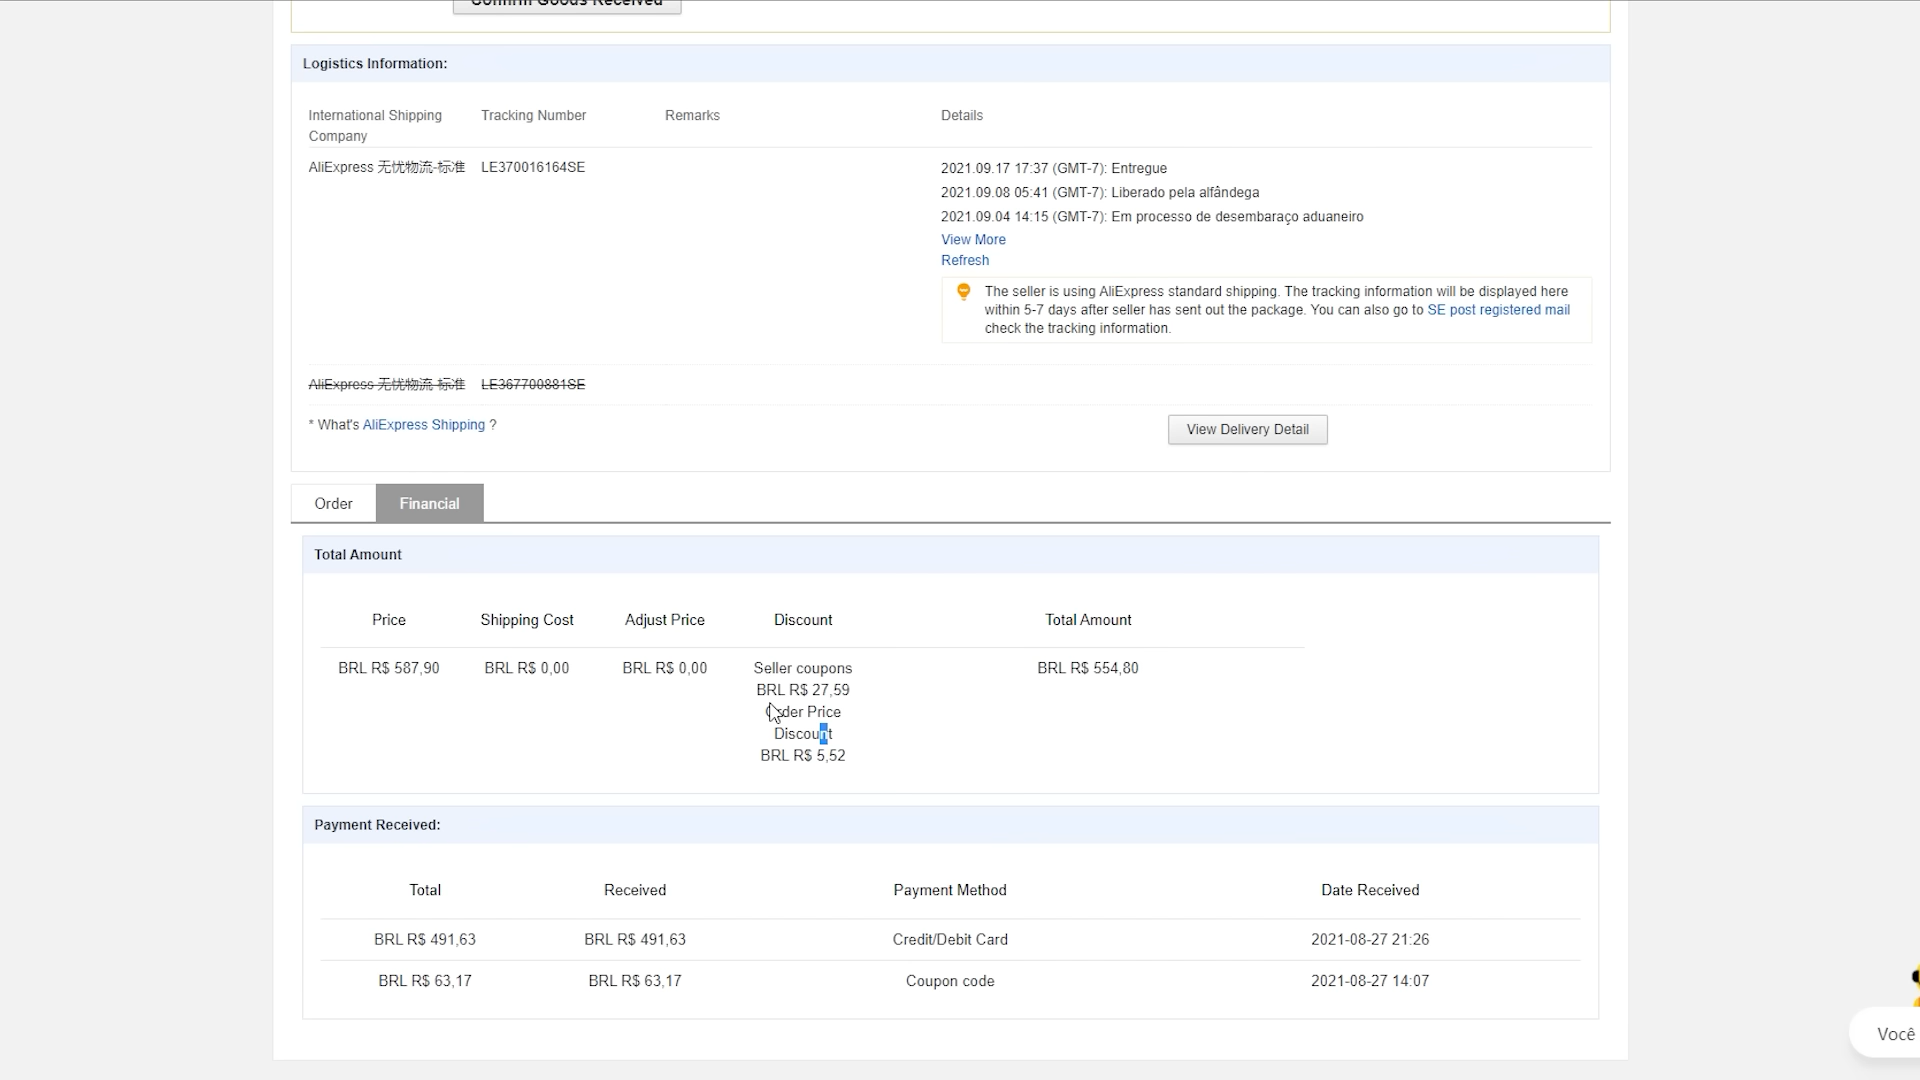 Confirm Goods Received
Logistics Information:
International Shipping Company
Tracking Number
Remarks
Details
AliExpress 无忧物流-标准
LE370016164SE
2021.09.17 17:37 (GMT-7): Entregue
2021.09.08 05:41 (GMT-7): Liberado pela alfândega
2021.09.04 14:15 (GMT-7): Em processo de desembaraço aduaneiro
View More
Refresh
The seller is using AliExpress standard shipping. The tracking information will be displayed here
within 5-7 days after seller has sent out the package. You can also go to SE post registered mail
check the tracking information.
AliExpress 无忧物流-标准
LE367700881SE
* What's AliExpress Shipping ?
View Delivery Detail
Order
Financial
Total Amount
Price
Shipping Cost
Adjust Price
Discount
Total Amount
BRL R$ 587,90
BRL R$ 0,00
BRL R$ 0,00
Seller coupons
BRL R$ 27,59
Order Price
Discount
BRL R$ 5,52
BRL R$ 554,80
Payment Received:
Total
Received
Payment Method
Date Received
BRL R$ 491,63
BRL R$ 491,63
Credit/Debit Card
2021-08-27 21:26
BRL R$ 63,17
BRL R$ 63,17
Coupon code
2021-08-27 14:07
Você